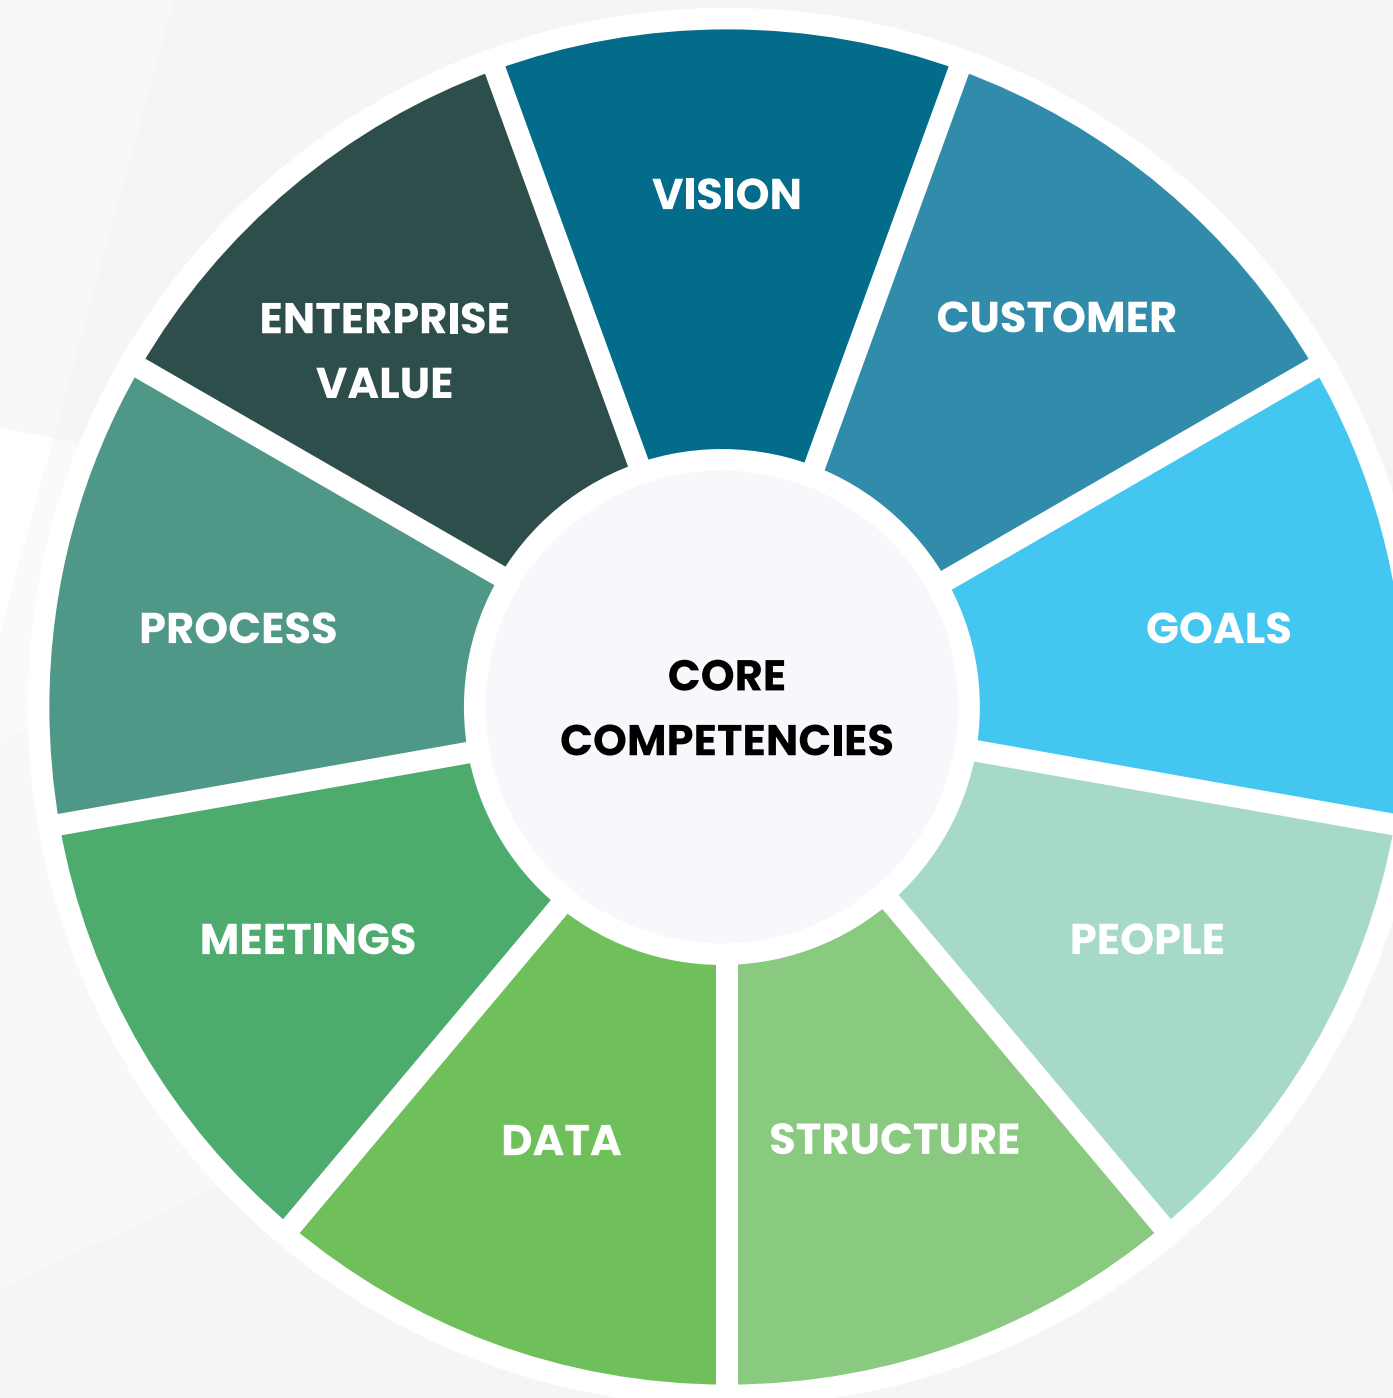 VISION
CUSTOMER
GOALS
PEOPLE
STRUCTURE
DATA
MEETINGS
PROCESS
ENTERPRISE
VALUE
CORE
COMPETENCIES